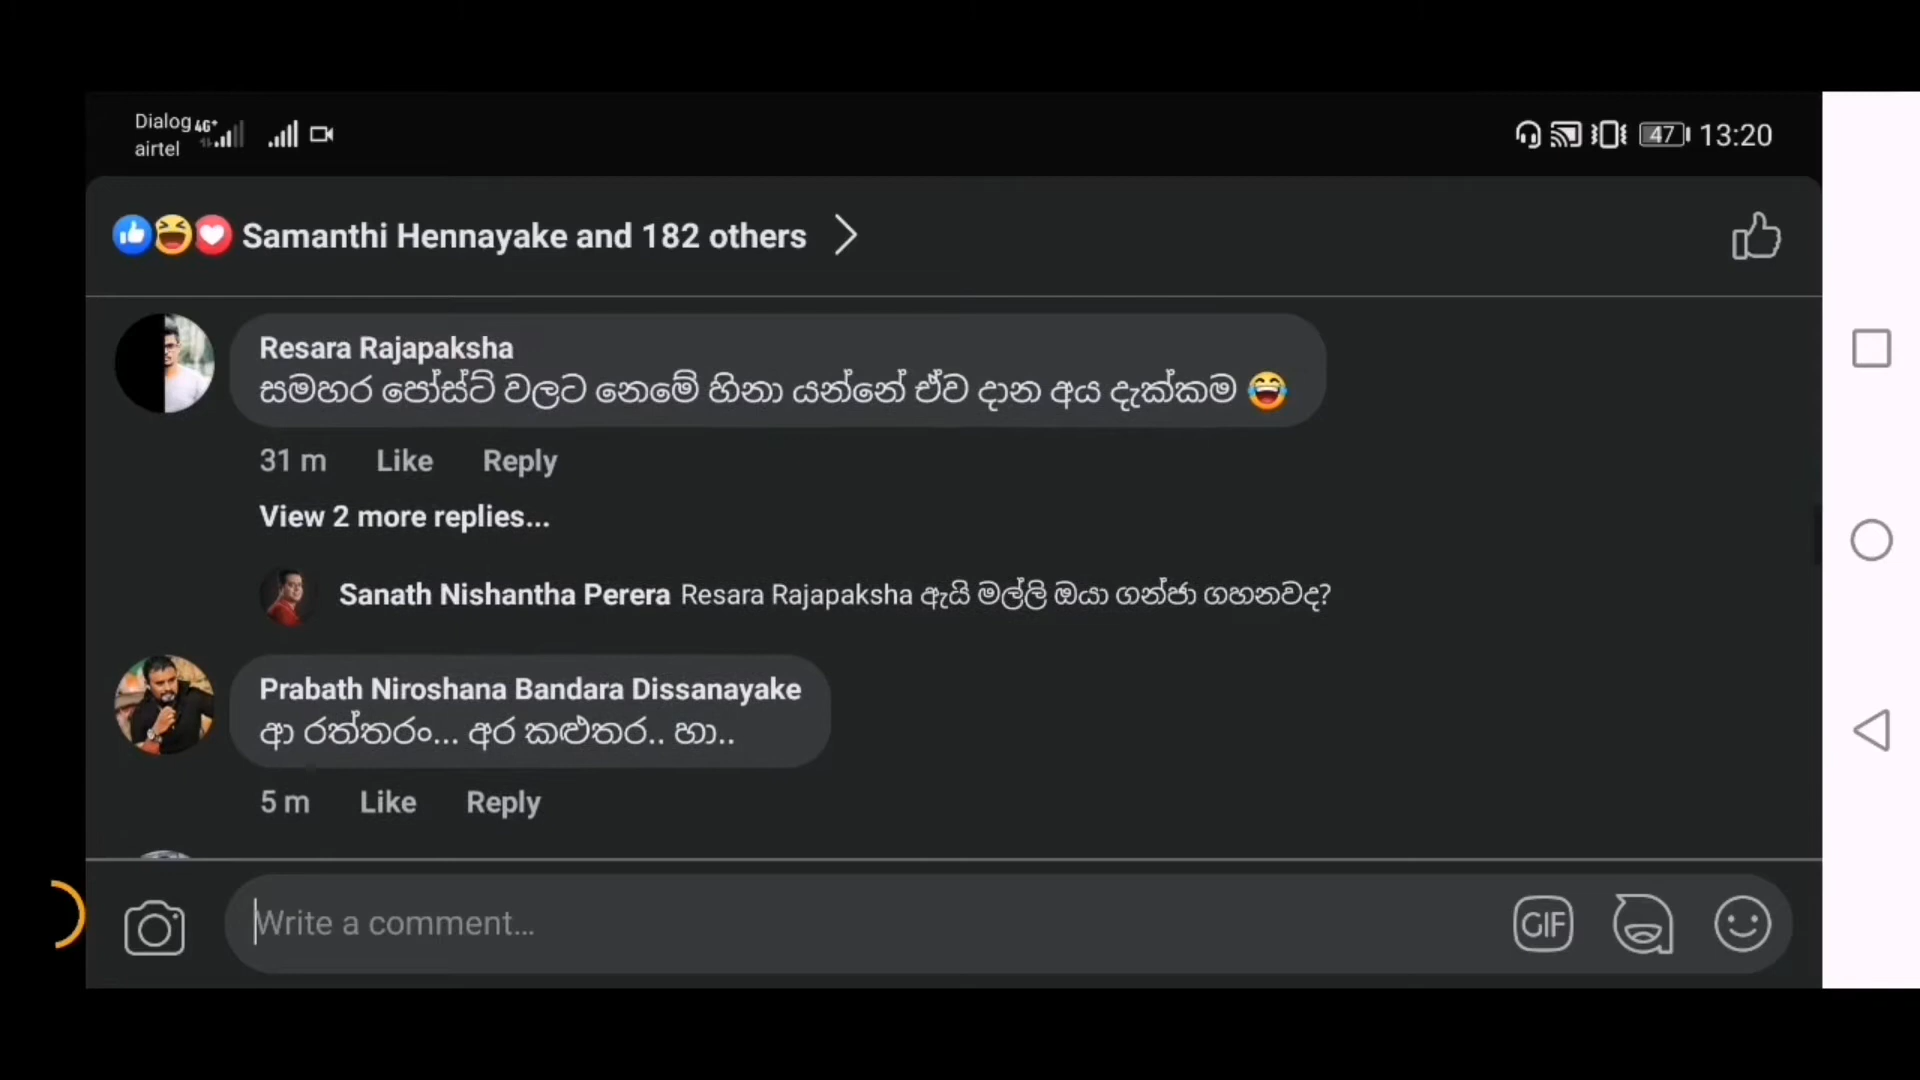 Dialog 4G+
airtel
47 13:20
Samanthi Hennayake and 182 others
Resara Rajapaksha
සමහර පෝස්ට් වලට නෙමේ හිනා යන්නේ ඒව දාන අය දැක්කම 😂
31 m Like Reply
View 2 more replies...
Sanath Nishantha Perera Resara Rajapaksha ඇයි මල්ලි ඔයා ගන්ජා ගහනවද?
Prabath Niroshana Bandara Dissanayake
ආ රත්තරං... අර කළුතර.. හා..
5 m Like Reply
Write a comment...
GIF